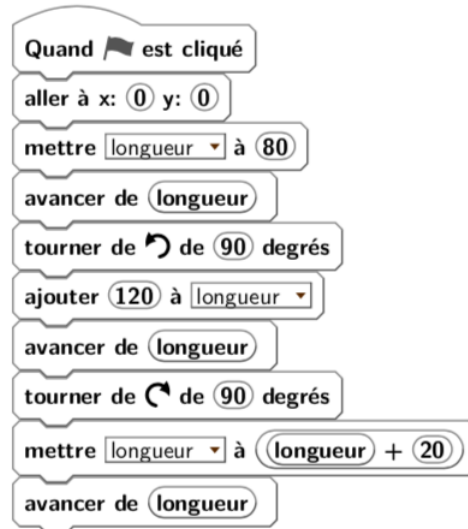 Quand est cliqué
aller à x: 0 y: 0
mettre longueur à 80
avancer de longueur
tourner de de 90 degrés
ajouter 120 à longueur
avancer de longueur
tourner de de 90 degrés
mettre longueur à longueur + 20
avancer de longueur